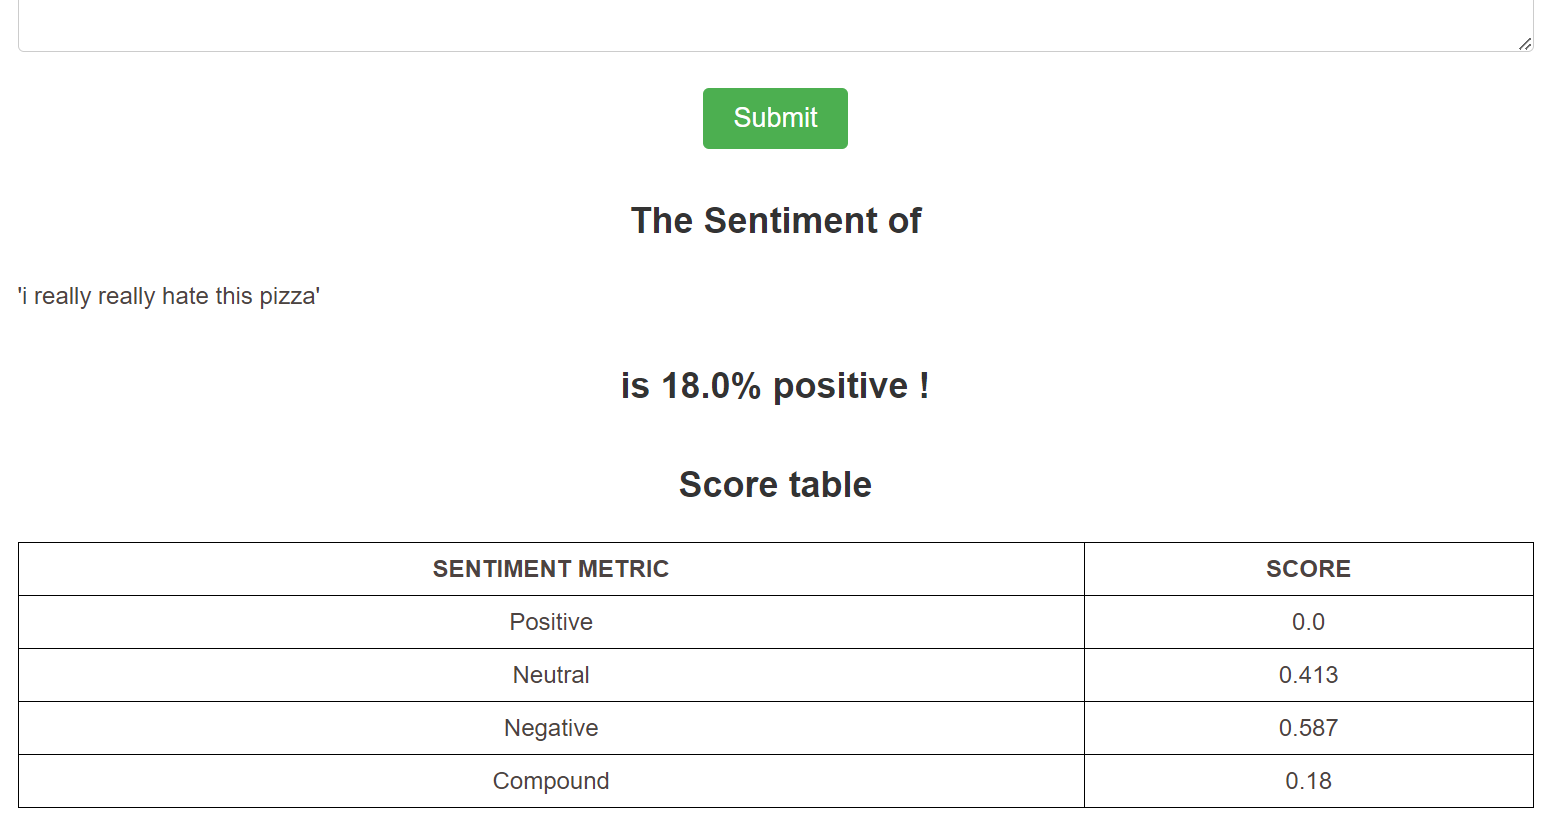 Submit
The Sentiment of
'i really really hate this pizza'
is 18.0% positive !
Score table
SENTIMENT METRIC SCORE
Positive 0.0
Neutral 0.413
Negative 0.587
Compound 0.18